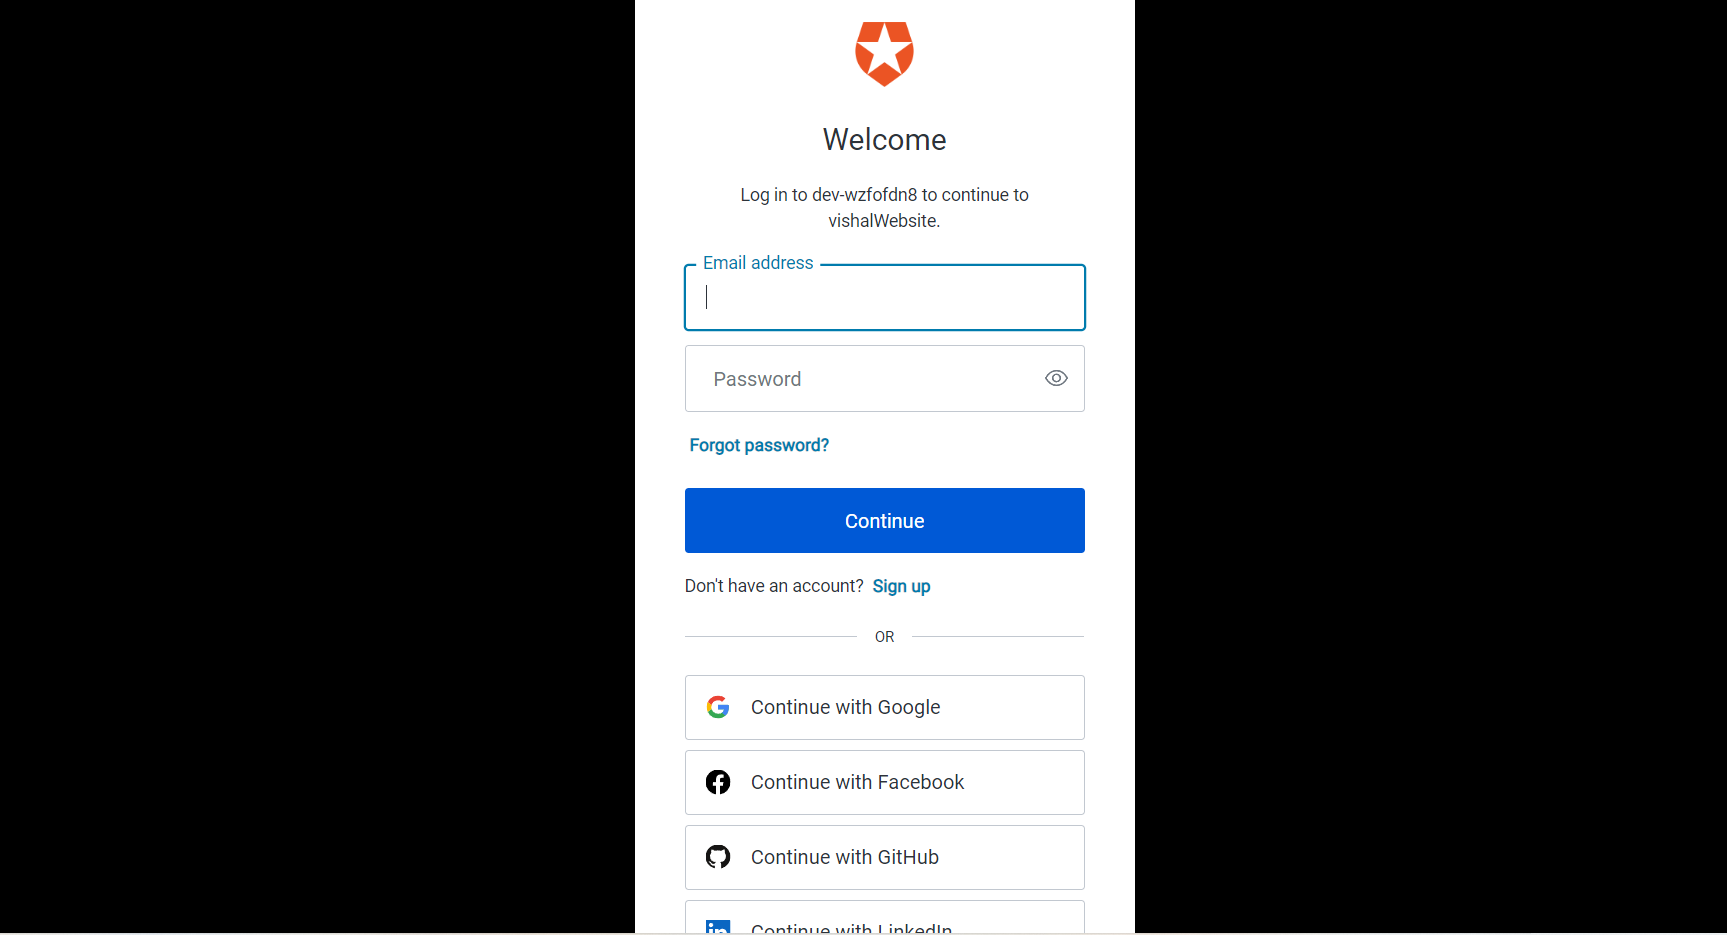 Welcome
Log in to dev-wzfofdn8 to continue to
vishalWebsite.
Email address
Password
Forgot password?
Continue
Don't have an account? Sign up
OR
Continue with Google
Continue with Facebook
Continue with GitHub
in Continue with LinkedIn